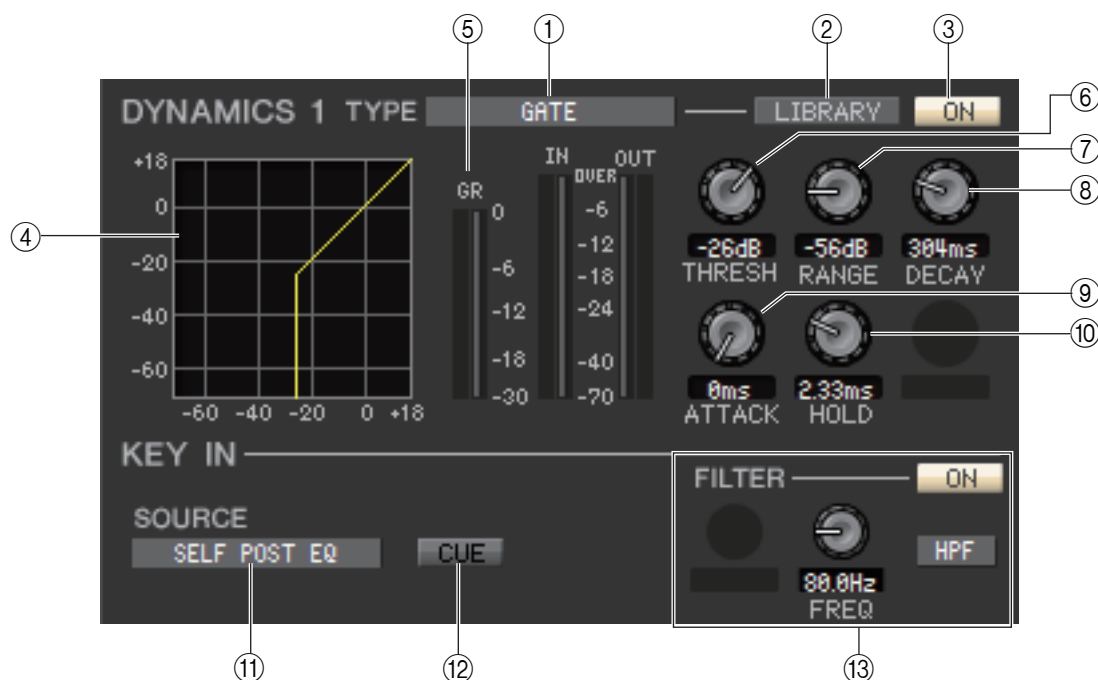 ⑤ ① ② ③
DYNAMICS 1 TYPE GATE LIBRARY ON
⑥
⑦
⑧
④
⑨
⑩
+18
0
-20
-40
-60
-60 -40 -20 0 +18
GR
0
-6
-12
-18
-30
IN OUT
OVER
-6
-12
-18
-24
-40
-70
-26dB -56dB 304ms
THRESH RANGE DECAY
0ms 2.33ms
ATTACK HOLD
KEY IN
FILTER ON
SOURCE
SELF POST EQ CUE
HPF
80.0Hz
FREQ
⑪ ⑫ ⑬